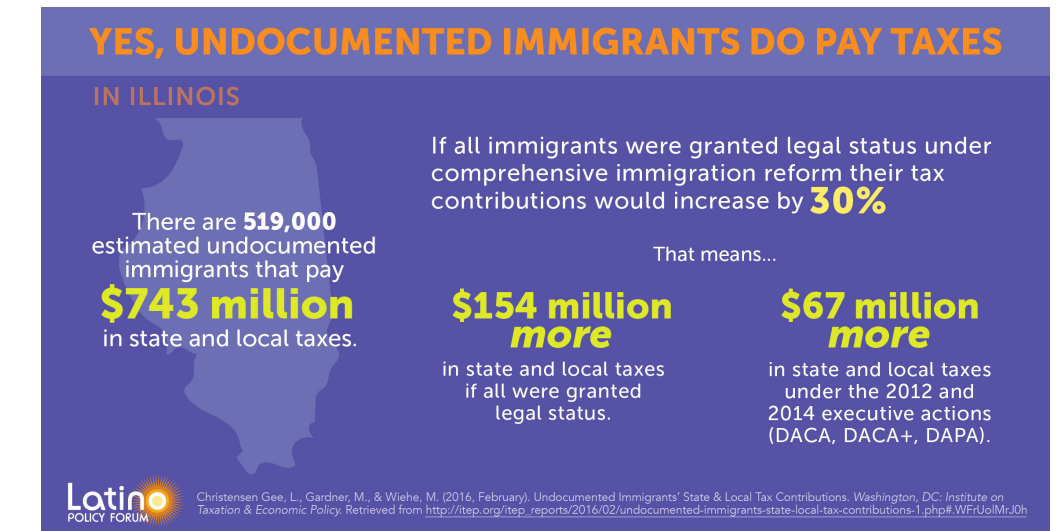 YES, UNDOCUMENTED IMMIGRANTS DO PAY TAXES
IN ILLINOIS
There are 519,000
estimated undocumented
immigrants that pay
$743 million
in state and local taxes.
If all immigrants were granted legal status under
comprehensive immigration reform their tax
contributions would increase by 30%
That means...
$154 million
more
in state and local taxes
if all were granted
legal status.
$67 million
more
in state and local taxes
under the 2012 and
2014 executive actions
(DACA, DACA+, DAPA).
Latino
POLICY FORUM
Christensen Gee, L., Gardner, M., & Wiehe, M. (2016, February). Undocumented Immigrants' State & Local Tax Contributions. Washington, DC: Institute on
Taxation & Economic Policy. Retrieved from http://itep.org/itep_reports/2016/02/undocumented-immigrants-state-local-tax-contributions-1.php#.WFrUolMrJ0h